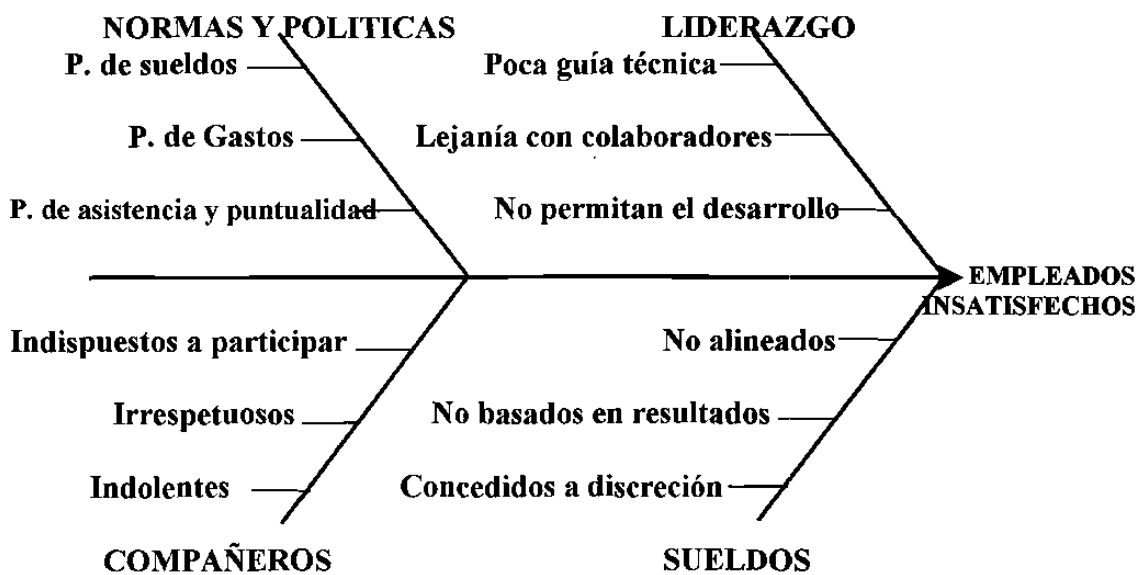 NORMAS Y POLITICAS
P. de sueldos
P. de Gastos
P. de asistencia y puntualidad
LIDERAZGO
Poca guía técnica
Lejanía con colaboradores
No permitan el desarrollo
EMPLEADOS
INSATISFECHOS
Indispuestos a participar
Irrespetuosos
Indolentes
COMPAÑEROS
No alineados
No basados en resultados
Concedidos a discreción
SUELDOS